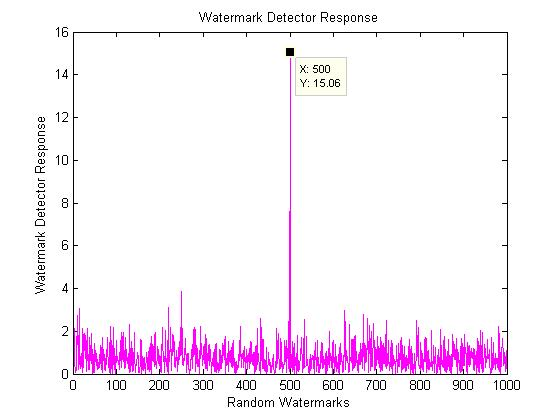 Watermark Detector Response
16
14
12
10
8
6
4
2
0
Watermark Detector Response
X: 500
Y: 15.06
0 100 200 300 400 500 600 700 800 900 1000
Random Watermarks